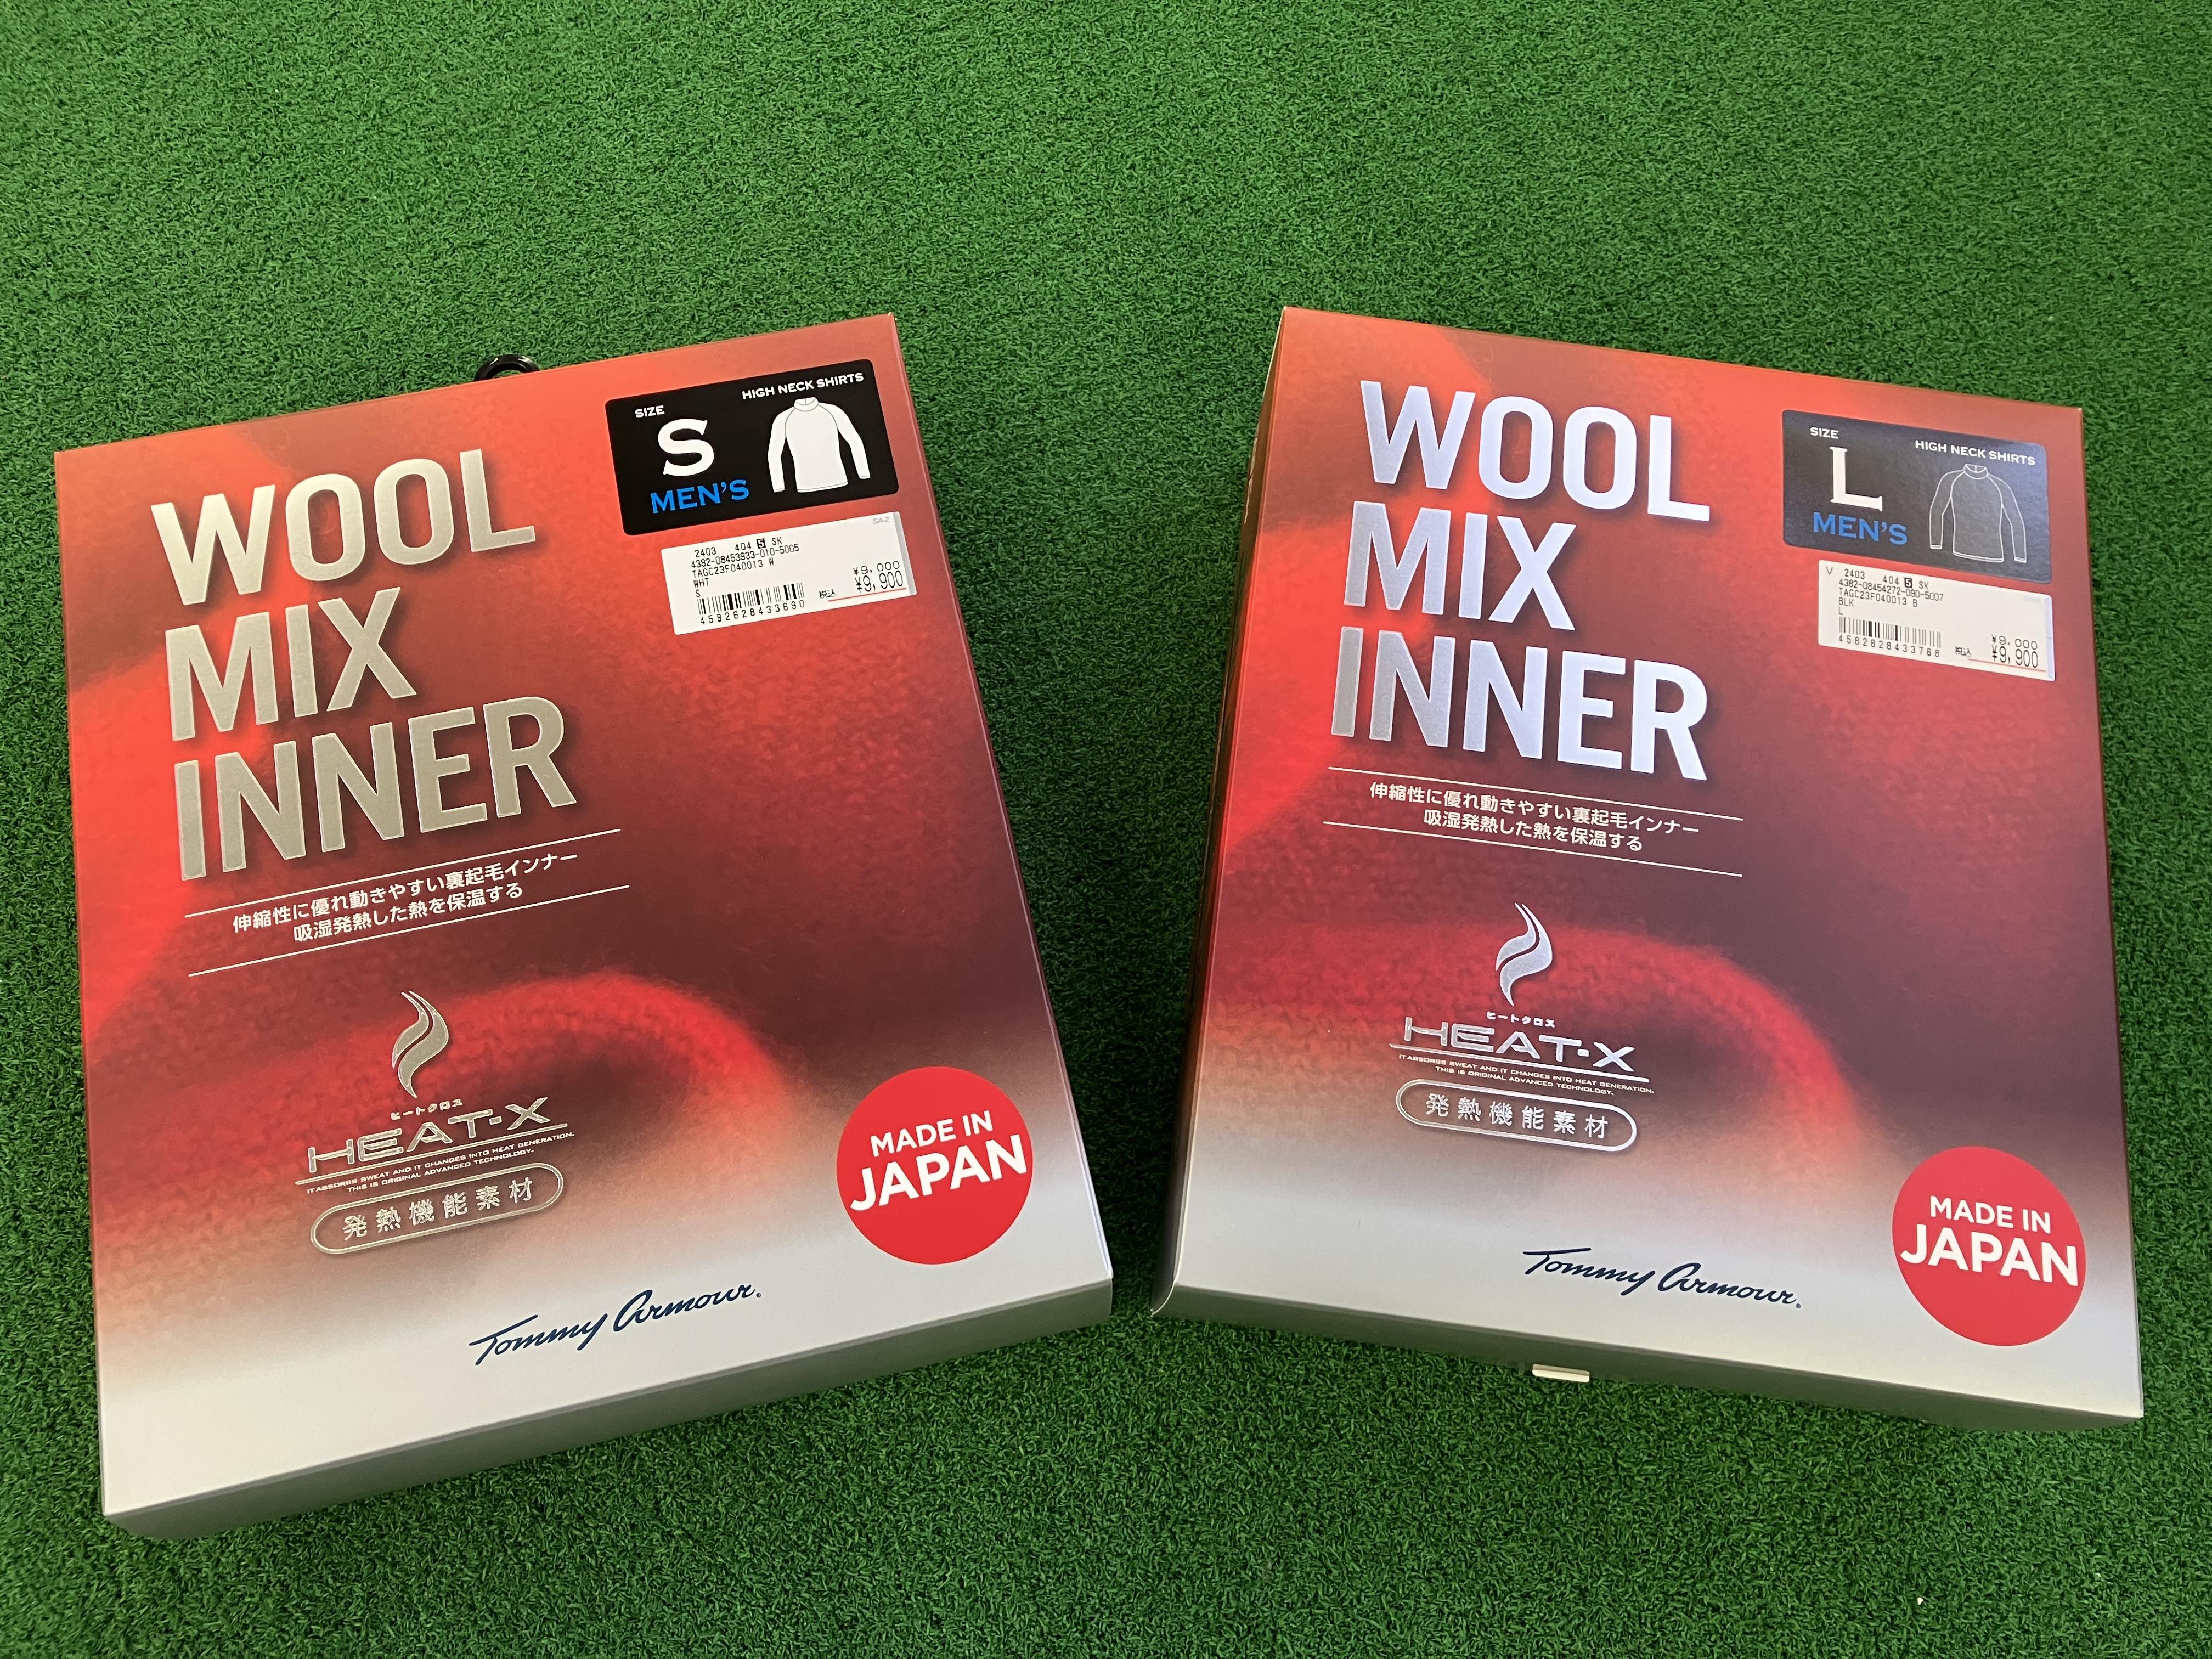 WOOL
MIX
INNER
SIZE
S
MEN'S
HIGH NECK SHIRTS
SA-2
2403 404 5 SK
4382-08453933-010-5005
TAGC23F040013 W
WHT
S
4582628433690
¥9,000
税込 ¥9,900
伸縮性に優れ動きやすい裏起毛インナー
吸湿発熱した熱を保温する
ヒートクロス
HEAT-X
IT ABSORBS SWEAT AND IT CHANGES INTO HEAT GENERATION.
THIS IS ORIGINAL ADVANCED TECHNOLOGY.
発熱機能素材
MADE IN
JAPAN
Tommy Armour®
WOOL
MIX
INNER
SIZE
L
MEN'S
HIGH NECK SHIRTS
V 2403 404 5 SK
4382-08454272-090-5007
TAGC23F040013 B
BLK
L
4582628433768
¥9,000
税込 ¥9,900
伸縮性に優れ動きやすい裏起毛インナー
吸湿発熱した熱を保温する
ヒートクロス
HEAT-X
IT ABSORBS SWEAT AND IT CHANGES INTO HEAT GENERATION.
THIS IS ORIGINAL ADVANCED TECHNOLOGY.
発熱機能素材
MADE IN
JAPAN
Tommy Armour®